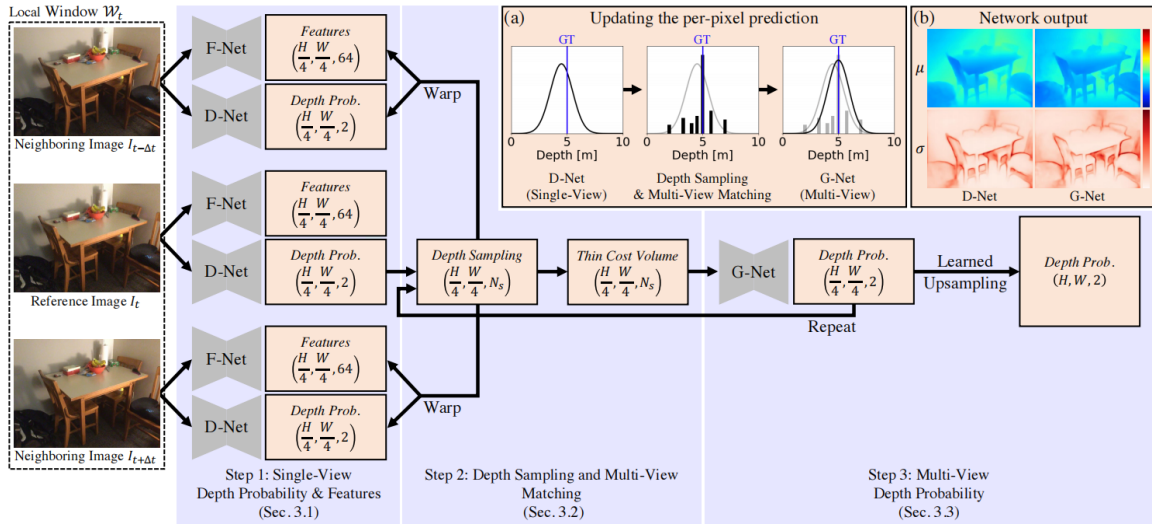 Local Window 𝒲ₜ
Neighboring Image Iₜ₋Δₜ
Reference Image Iₜ
Neighboring Image Iₜ₊Δₜ
F-Net
Features
(H/4, W/4, 64)
D-Net
Depth Prob.
(H/4, W/4, 2)
F-Net
Features
(H/4, W/4, 64)
D-Net
Depth Prob.
(H/4, W/4, 2)
F-Net
Features
(H/4, W/4, 64)
D-Net
Depth Prob.
(H/4, W/4, 2)
Step 1: Single-View
Depth Probability & Features
(Sec. 3.1)
Warp
Depth Sampling
(H/4, W/4, Nₛ)
Thin Cost Volume
(H/4, W/4, Nₛ)
Warp
Step 2: Depth Sampling and Multi-View
Matching
(Sec. 3.2)
G-Net
Depth Prob.
(H/4, W/4, 2)
Repeat
Learned
Upsampling
Depth Prob.
(H, W, 2)
Step 3: Multi-View
Depth Probability
(Sec. 3.3)
(a) Updating the per-pixel prediction
GT GT GT
0 5 10 0 5 10 0 5 10
Depth [m] Depth [m] Depth [m]
D-Net
(Single-View)
Depth Sampling
& Multi-View Matching
G-Net
(Multi-View)
(b) Network output
μ
σ
D-Net G-Net